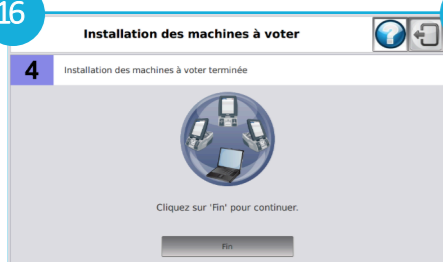 16
Installation des machines à voter
4
Installation des machines à voter terminée
Cliquez sur 'Fin' pour continuer.
Fin